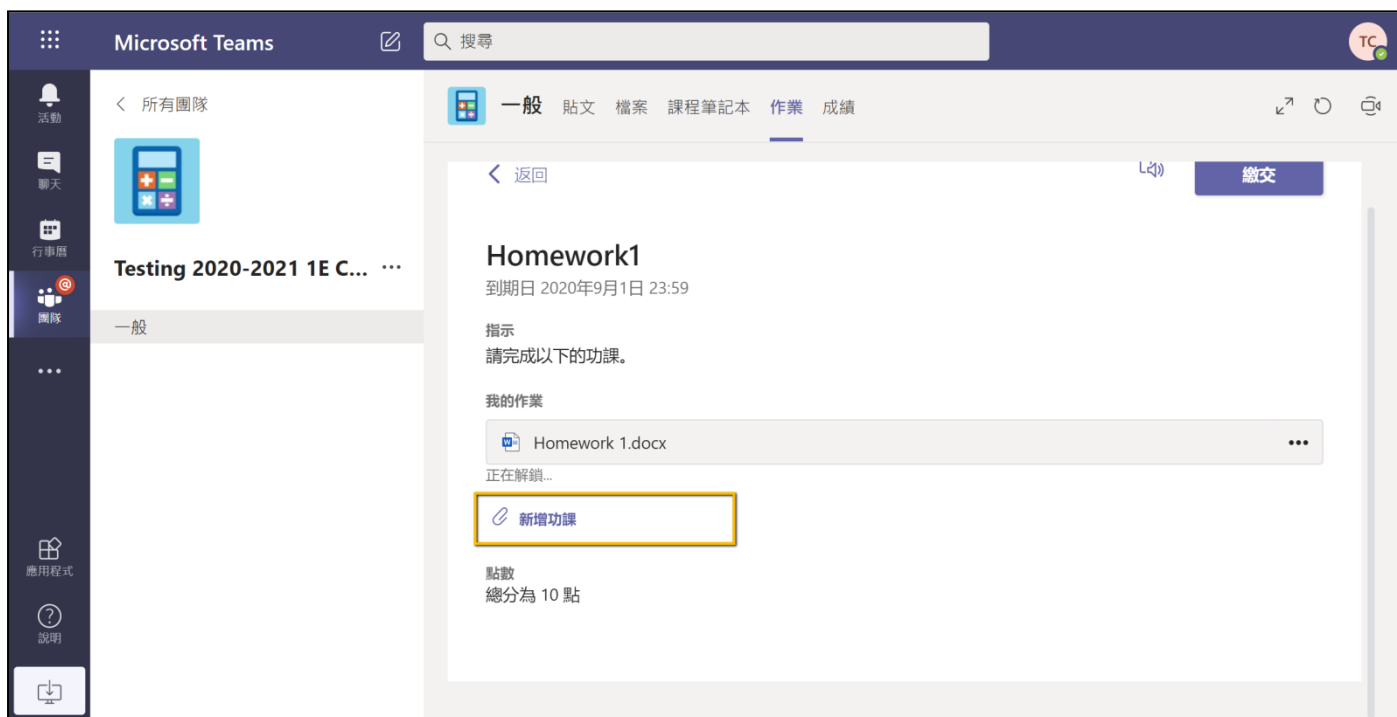 Microsoft Teams
搜尋
TC
活動
聊天
行事曆
團隊
應用程式
說明
所有團隊
Testing 2020-2021 1E C... ···
一般
一般 貼文 檔案 課程筆記本 作業 成績
返回
繳交
Homework1
到期日 2020年9月1日 23:59
指示
請完成以下的功課。
我的作業
Homework 1.docx
正在解鎖...
新增功課
點數
總分為 10 點